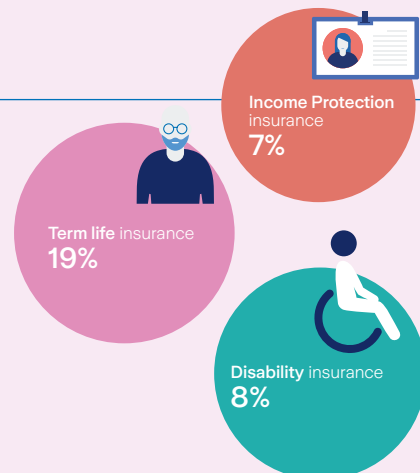 Income Protection
insurance
7%
Term life insurance
19%
Disability insurance
8%